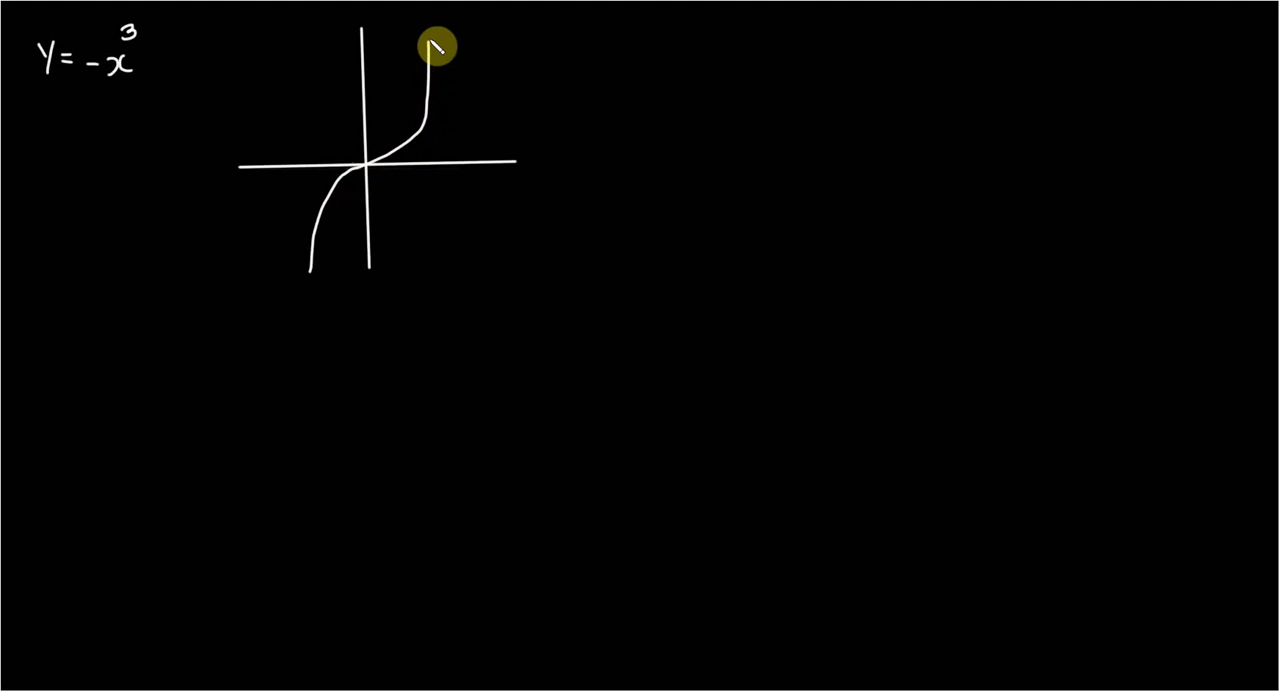 y = -x³